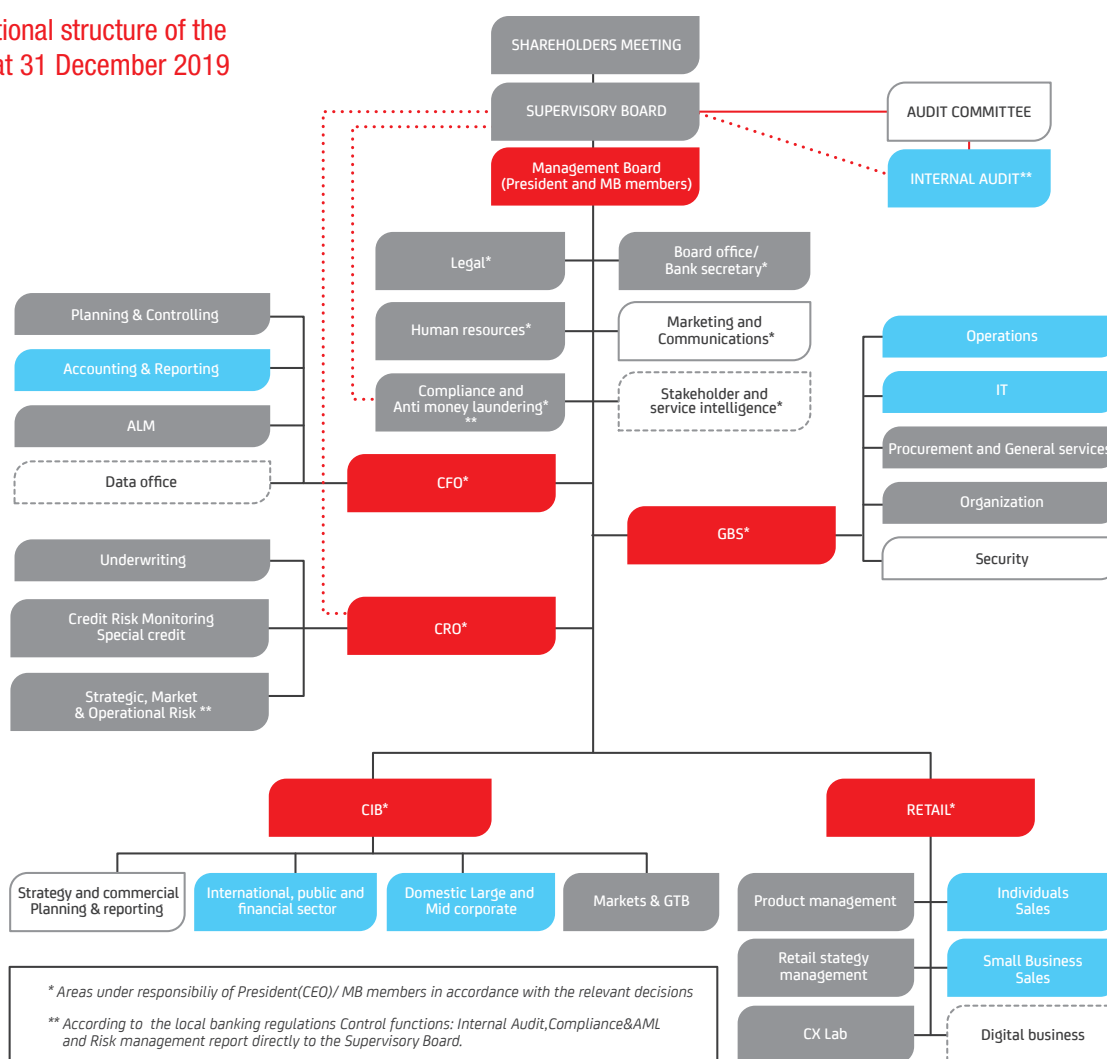 tional structure of the
at 31 December 2019
SHAREHOLDERS MEETING
SUPERVISORY BOARD
AUDIT COMMITTEE
Management Board
(President and MB members)
INTERNAL AUDIT**
Legal*
Board office/
Bank secretary*
Human resources*
Marketing and
Communications*
Compliance and
Anti money laundering*
**
Stakeholder and
service intelligence*
Planning & Controlling
Accounting & Reporting
ALM
Data office
CFO*
Operations
IT
Procurement and General services
Organization
Security
GBS*
Underwriting
Credit Risk Monitoring
Special credit
Strategic, Market
& Operational Risk **
CRO*
CIB*
RETAIL*
Strategy and commercial
Planning & reporting
International, public and
financial sector
Domestic Large and
Mid corporate
Markets & GTB
Product management
Individuals
Sales
Retail stategy
management
Small Business
Sales
CX Lab
Digital business
* Areas under responsibiliy of President(CEO)/ MB members in accordance with the relevant decisions
** According to the local banking regulations Control functions: Internal Audit,Compliance&AML
and Risk management report directly to the Supervisory Board.